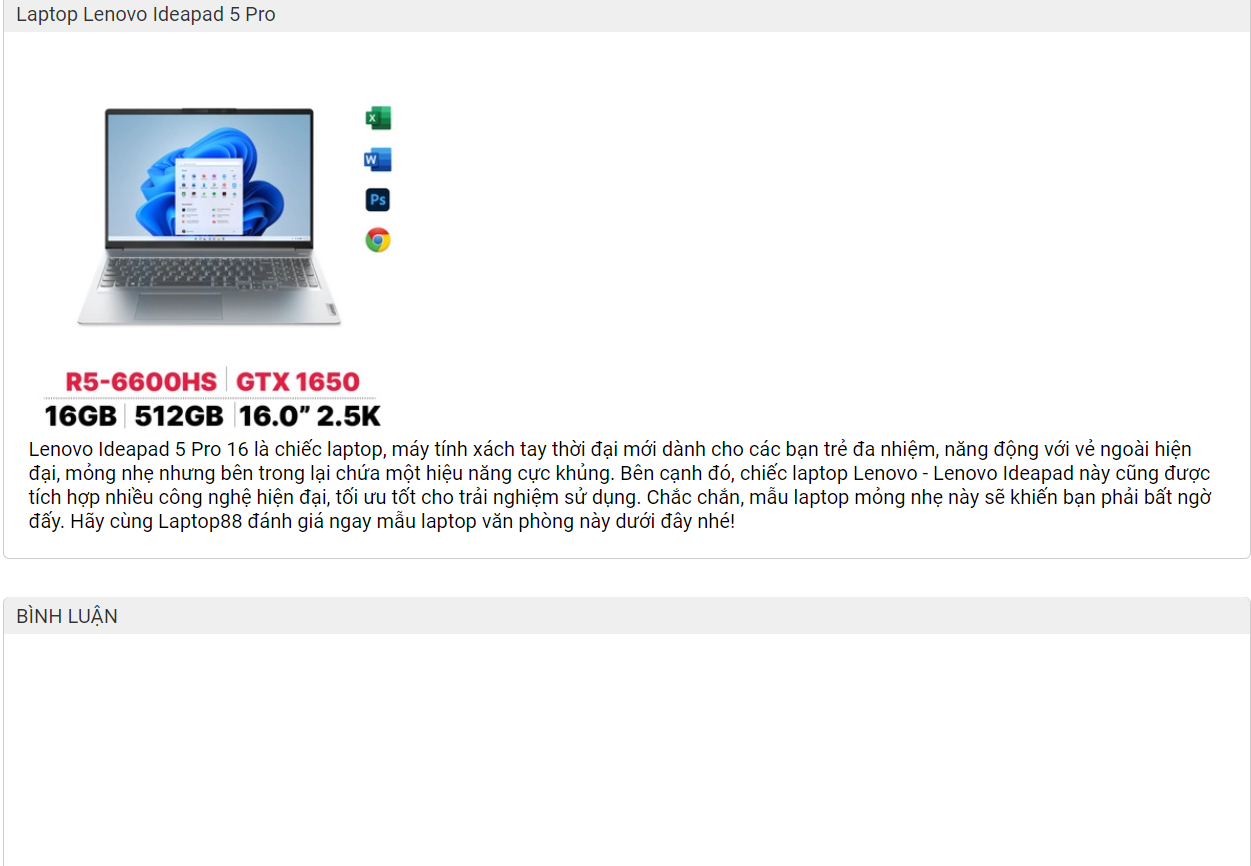 Laptop Lenovo Ideapad 5 Pro
X
W
Ps
R5-6600HS | GTX 1650
16GB | 512GB | 16.0” 2.5K
Lenovo Ideapad 5 Pro 16 là chiếc laptop, máy tính xách tay thời đại mới dành cho các bạn trẻ đa nhiệm, năng động với vẻ ngoài hiện
đại, mỏng nhẹ nhưng bên trong lại chứa một hiệu năng cực khủng. Bên cạnh đó, chiếc laptop Lenovo - Lenovo Ideapad này cũng được
tích hợp nhiều công nghệ hiện đại, tối ưu tốt cho trải nghiệm sử dụng. Chắc chắn, mẫu laptop mỏng nhẹ này sẽ khiến bạn phải bất ngờ
đấy. Hãy cùng Laptop88 đánh giá ngay mẫu laptop văn phòng này dưới đây nhé!
BÌNH LUẬN